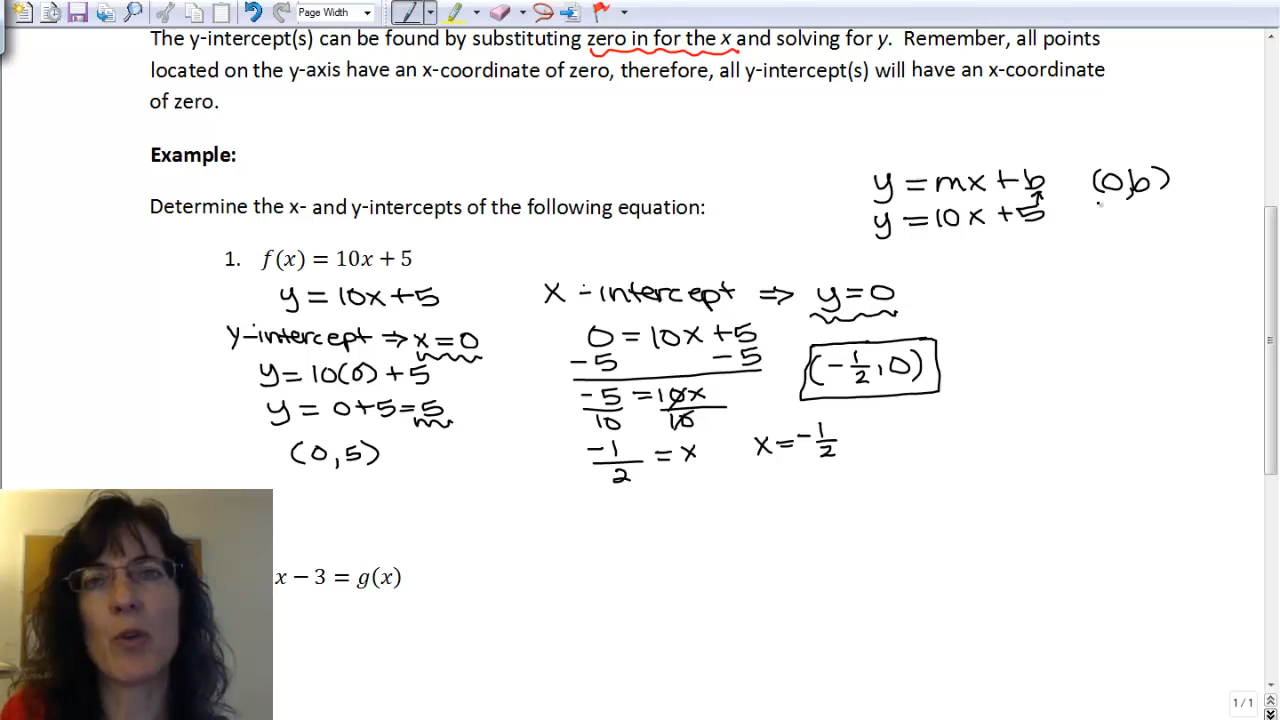 Page Width
The y-intercept(s) can be found by substituting zero in for the x and solving for y. Remember, all points
located on the y-axis have an x-coordinate of zero, therefore, all y-intercept(s) will have an x-coordinate
of zero.
Example:
y = mx + b (0,b)
Determine the x- and y-intercepts of the following equation:
y = 10x + 5
1. f(x) = 10x + 5
y = 10x + 5
x-intercept ⇒ y = 0
y-intercept ⇒ x = 0
0 = 10x + 5
y = 10(0) + 5
-5 -5
(-1/2, 0)
y = 0 + 5 = 5
-5/10 = 10x/10
(0, 5)
-1/2 = x x = -1/2
x − 3 = g(x)
1 / 1